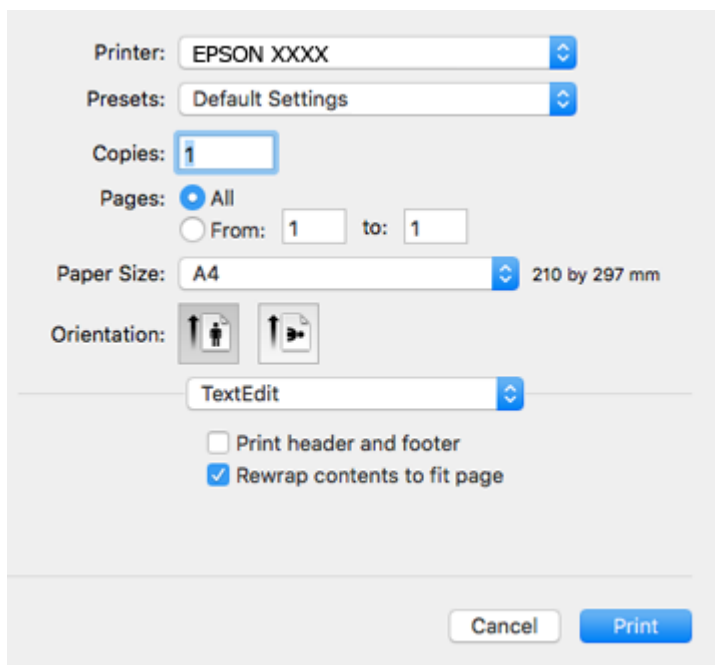 Printer: EPSON XXXX
Presets: Default Settings
Copies: 1
Pages: All
From: 1 to: 1
Paper Size: A4 210 by 297 mm
Orientation:
TextEdit
Print header and footer
Rewrap contents to fit page
Cancel Print